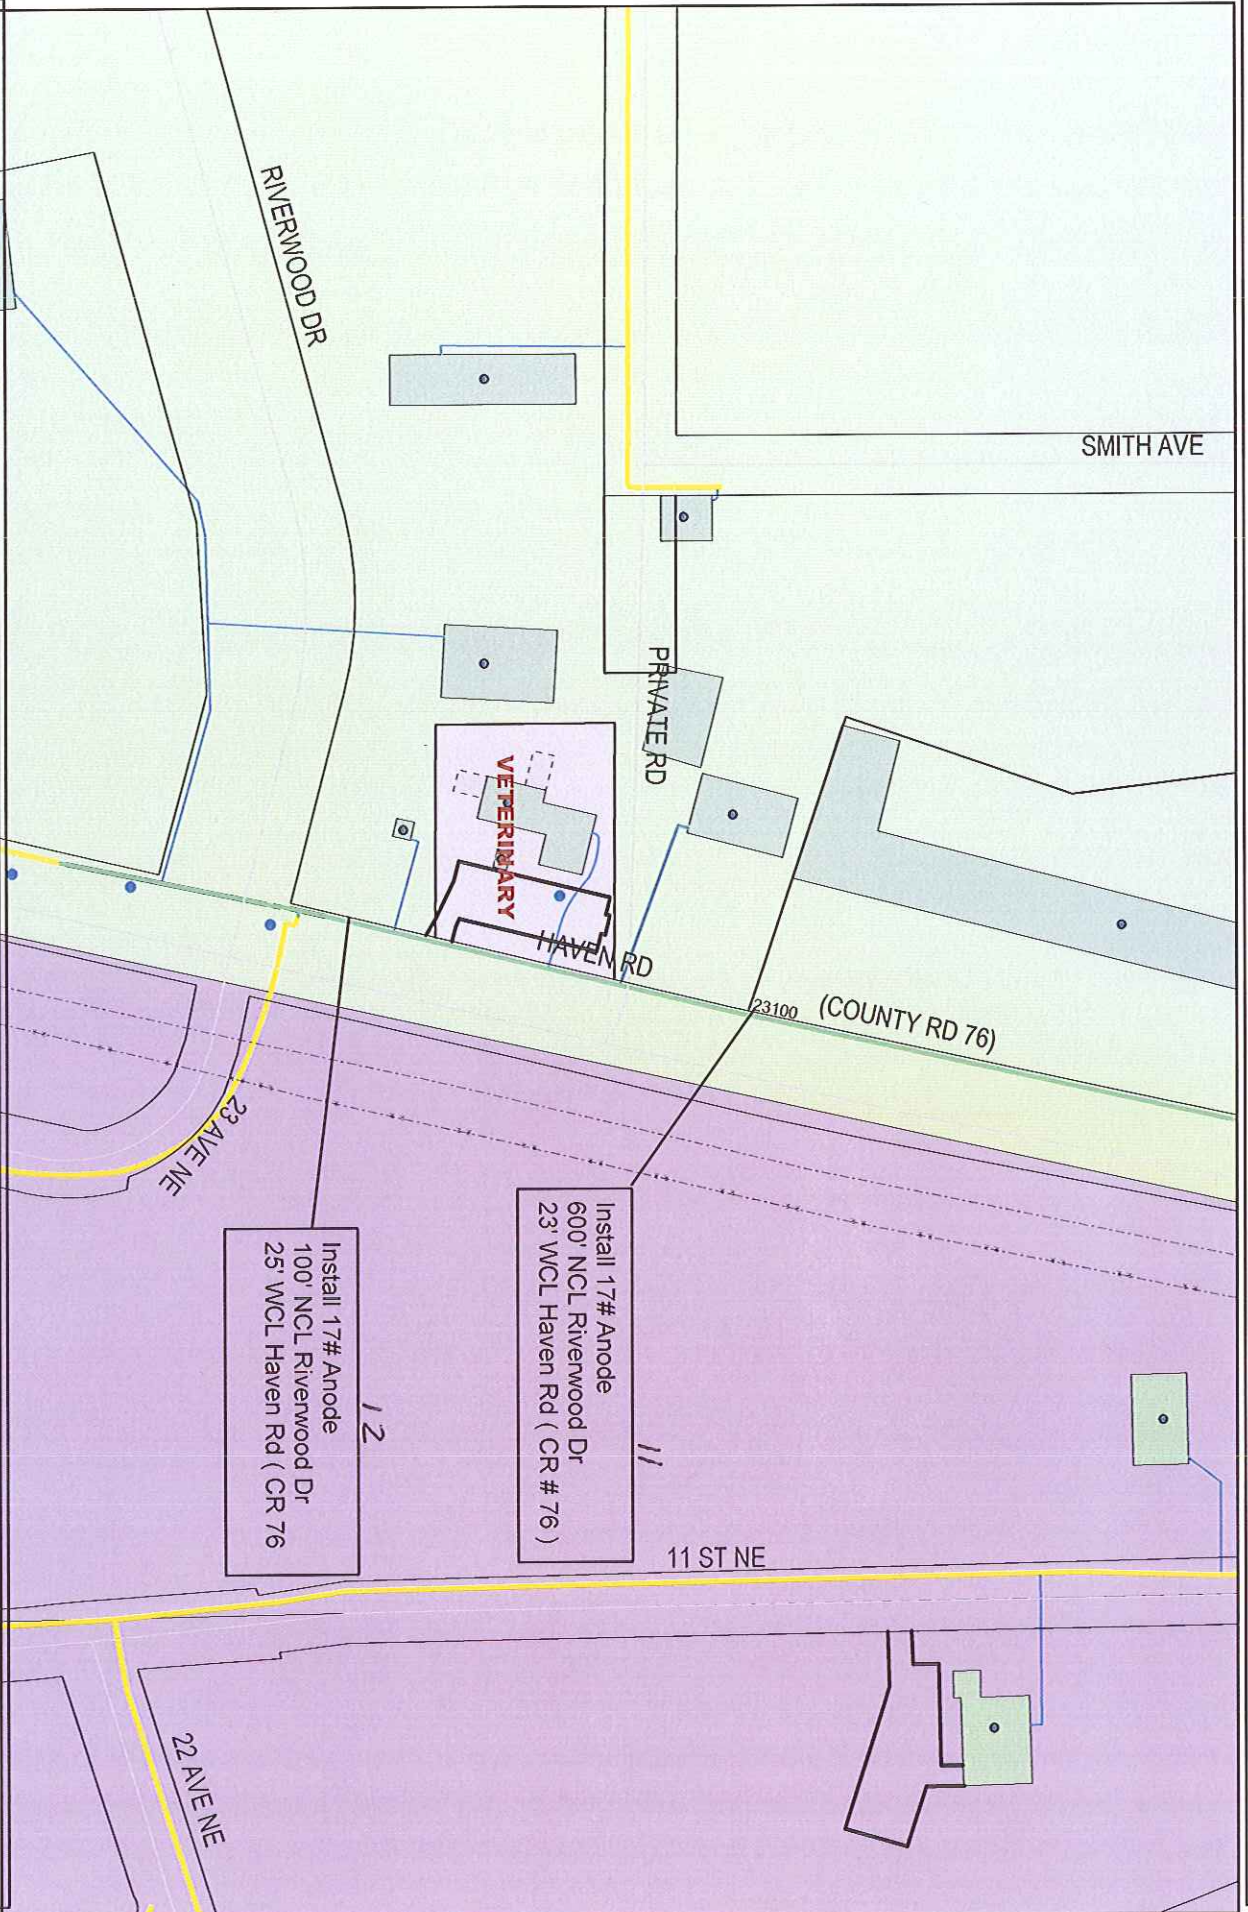 RIVERWOOD DR
SMITH AVE
PRIVATE RD
VETERINARY
HAVEN RD
23100
(COUNTY RD 76)
23 AVE NE
11
Install 17# Anode
600' NCL Riverwood Dr
23' WCL Haven Rd ( CR # 76 )
12
Install 17# Anode
100' NCL Riverwood Dr
25' WCL Haven Rd ( CR 76
11 ST NE
22 AVE NE